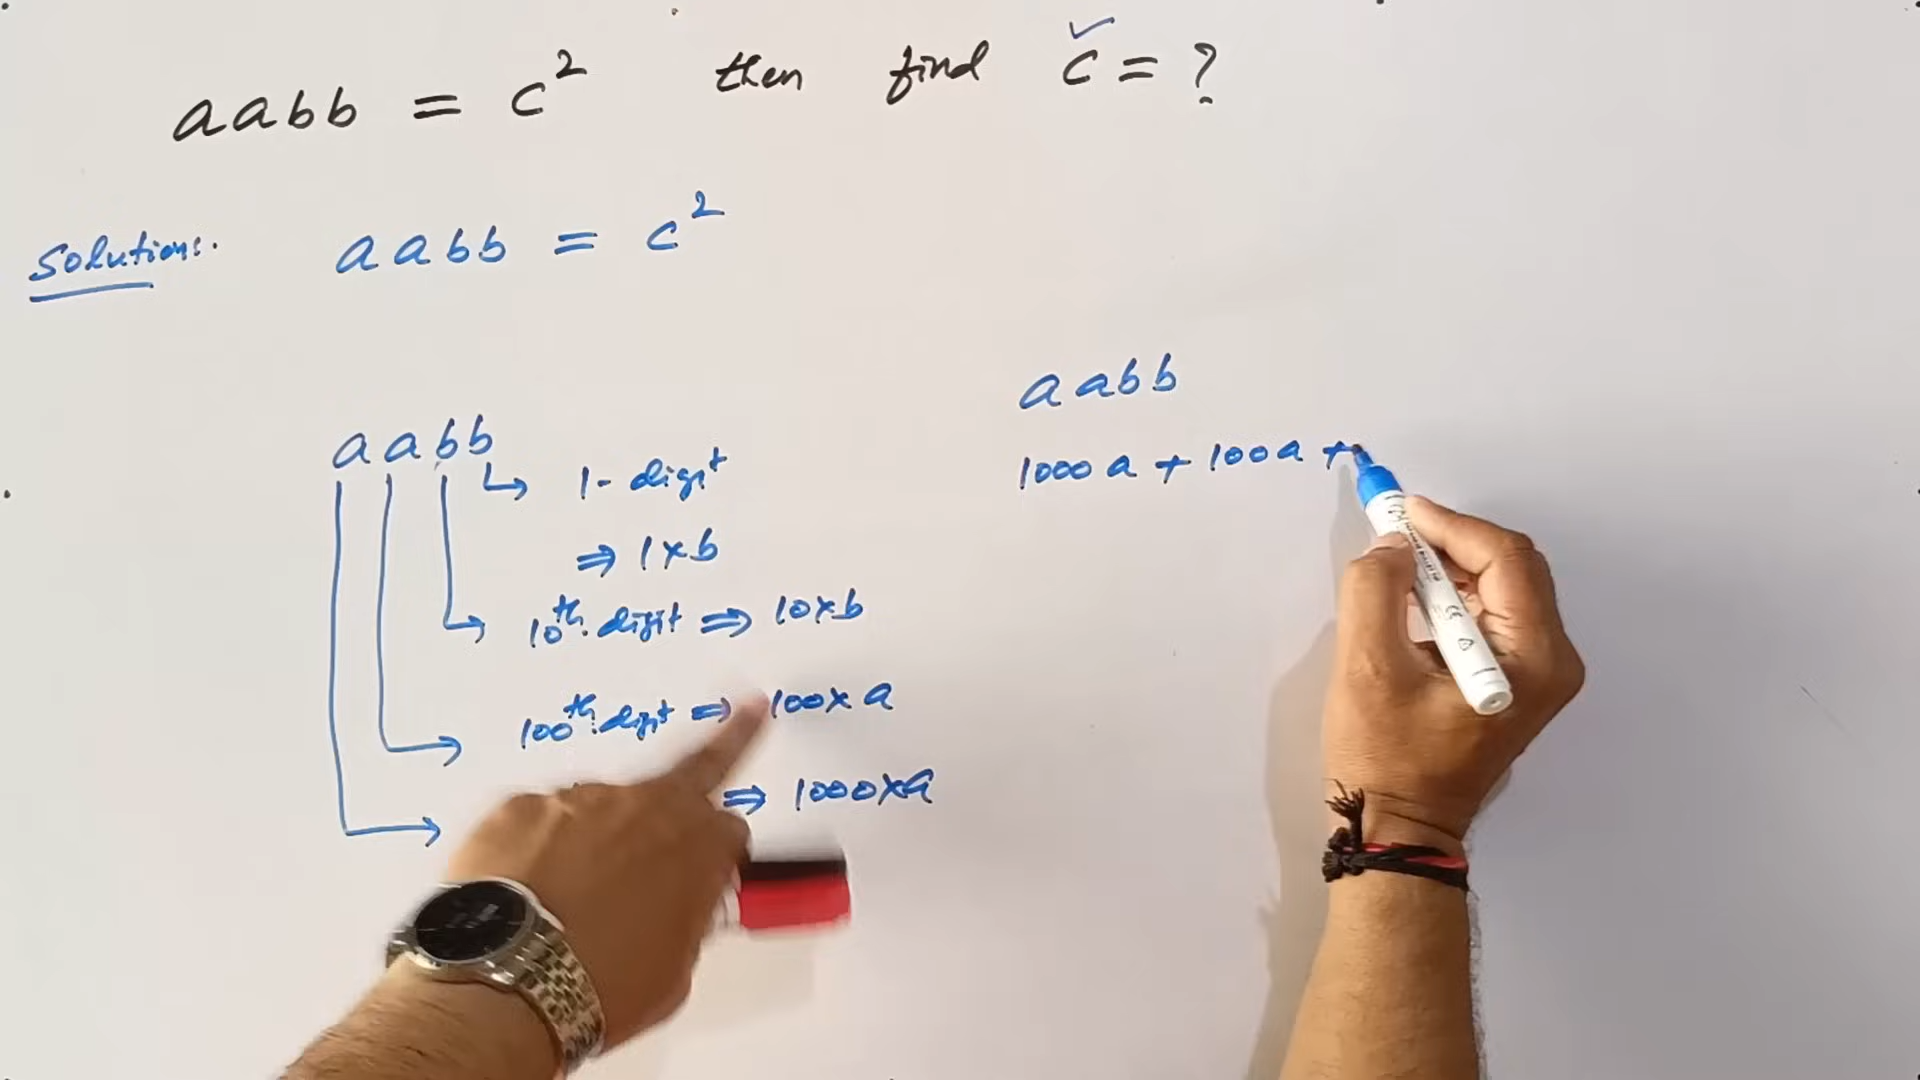 aabb = c² then find c = ?
Solution:. aabb = c²
aabb
1 - digit
⇒ 1×b
10th. digit ⇒ 10×b
100th. digit ⇒ 100× a
⇒ 1000×a
aabb
1000a + 100a +